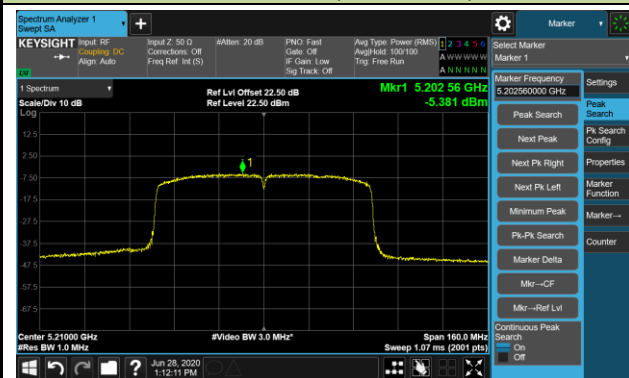 Spectrum Analyzer 1
Swept SA
+
Marker
KEYSIGHT
Input: RF
Coupling: DC
Align: Auto
Input Z: 50 Ω
Corrections: Off
Freq Ref: Int (S)
#Atten: 20 dB
PNO: Fast
Gate: Off
IF Gain: Low
Sig Track: Off
Avg Type: Power (RMS)
Avg|Hold: 100/100
Trig: Free Run
1 2 3 4 5 6
A W W W W W
A N N N N N
Select Marker
Marker 1
1 Spectrum
Scale/Div 10 dB
Log
Ref Lvl Offset 22.50 dB
Ref Level 22.50 dBm
Mkr1 5.202 56 GHz
-5.381 dBm
1
12.5
2.50
-7.50
-17.5
-27.5
-37.5
-47.5
-57.5
-67.5
Center 5.21000 GHz
#Res BW 1.0 MHz
#Video BW 3.0 MHz*
Span 160.0 MHz
Sweep 1.07 ms (2001 pts)
Marker Frequency
5.202560000 GHz
Peak Search
Next Peak
Next Pk Right
Next Pk Left
Minimum Peak
Pk-Pk Search
Marker Delta
Mkr→CF
Mkr→Ref Lvl
Continuous Peak
Search
On
Off
Settings
Peak
Search
Pk Search
Config
Properties
Marker
Function
Marker→
Counter
?
Jun 28, 2020
1:12:11 PM